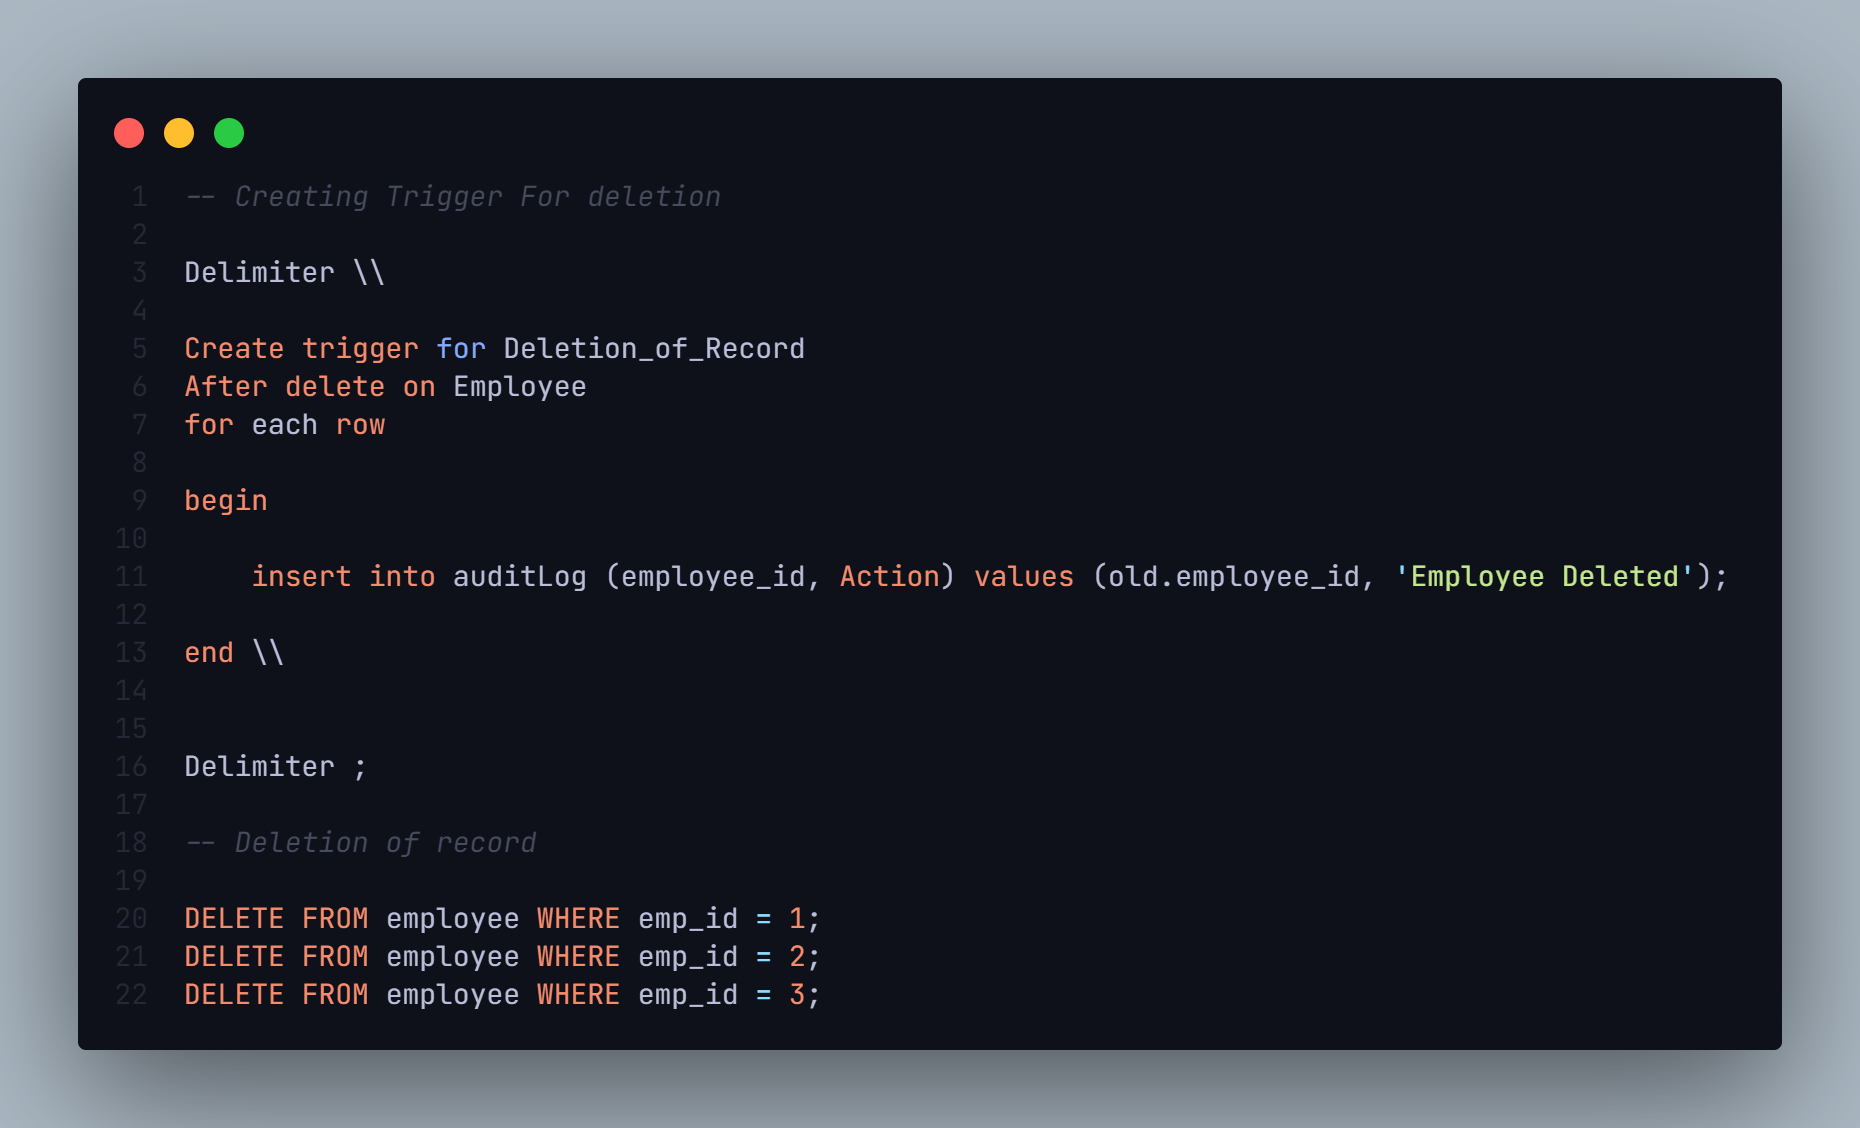 1 -- Creating Trigger For deletion
2
3 Delimiter \\
4
5 Create trigger for Deletion_of_Record
6 After delete on Employee
7 for each row
8
9 begin
10
11     insert into auditLog (employee_id, Action) values (old.employee_id, 'Employee Deleted');
12
13 end \\
14
15
16 Delimiter ;
17
18 -- Deletion of record
19
20 DELETE FROM employee WHERE emp_id = 1;
21 DELETE FROM employee WHERE emp_id = 2;
22 DELETE FROM employee WHERE emp_id = 3;